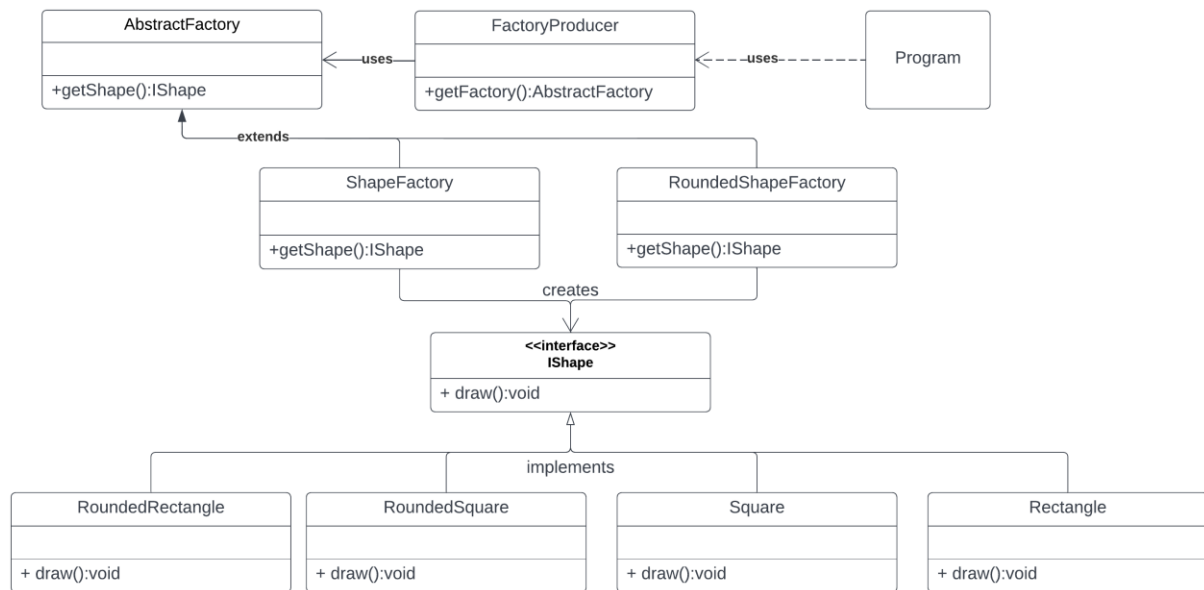 AbstractFactory
+getShape():IShape
uses
FactoryProducer
+getFactory():AbstractFactory
uses
Program
extends
ShapeFactory
+getShape():IShape
RoundedShapeFactory
+getShape():IShape
creates
<<interface>>
IShape
+ draw():void
implements
RoundedRectangle
+ draw():void
RoundedSquare
+ draw():void
Square
+ draw():void
Rectangle
+ draw():void